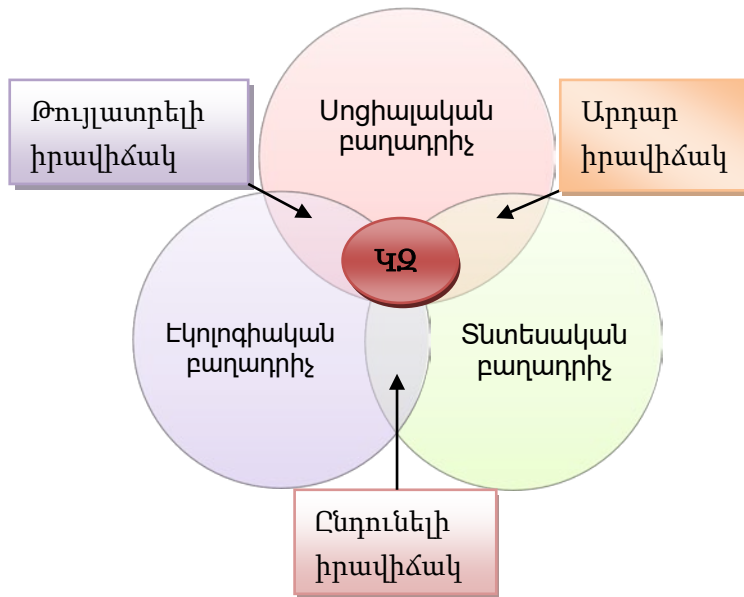 Թույլատրելի
իրավիճակ
Սոցիալական
բաղադրիչ
Արդար
իրավիճակ
ԿԶ
Էկոլոգիական
բաղադրիչ
Տնտեսական
բաղադրիչ
Ընդունելի
իրավիճակ